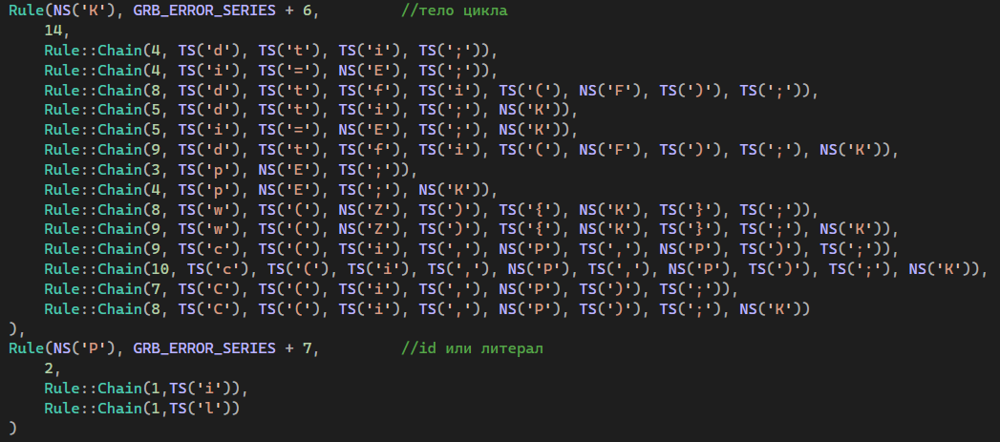 Rule(NS('K'), GRB_ERROR_SERIES + 6,         //тело цикла
    14,
    Rule::Chain(4, TS('d'), TS('t'), TS('i'), TS(';')),
    Rule::Chain(4, TS('i'), TS('='), NS('E'), TS(';')),
    Rule::Chain(8, TS('d'), TS('t'), TS('f'), TS('i'), TS('('), NS('F'), TS(')'), TS(';')),
    Rule::Chain(5, TS('d'), TS('t'), TS('i'), TS(';'), NS('K')),
    Rule::Chain(5, TS('i'), TS('='), NS('E'), TS(';'), NS('K')),
    Rule::Chain(9, TS('d'), TS('t'), TS('f'), TS('i'), TS('('), NS('F'), TS(')'), TS(';'), NS('K')),
    Rule::Chain(3, TS('p'), NS('E'), TS(';')),
    Rule::Chain(4, TS('p'), NS('E'), TS(';'), NS('K')),
    Rule::Chain(8, TS('w'), TS('('), NS('Z'), TS(')'), TS('{'), NS('K'), TS('}'), TS(';')),
    Rule::Chain(9, TS('w'), TS('('), NS('Z'), TS(')'), TS('{'), NS('K'), TS('}'), TS(';'), NS('K')),
    Rule::Chain(9, TS('c'), TS('('), TS('i'), TS(','), NS('P'), TS(','), NS('P'), TS(')'), TS(';')),
    Rule::Chain(10, TS('c'), TS('('), TS('i'), TS(','), NS('P'), TS(','), NS('P'), TS(')'), TS(';'), NS('K')),
    Rule::Chain(7, TS('C'), TS('('), TS('i'), TS(','), NS('P'), TS(')'), TS(';')),
    Rule::Chain(8, TS('C'), TS('('), TS('i'), TS(','), NS('P'), TS(')'), TS(';'), NS('K'))
),
Rule(NS('P'), GRB_ERROR_SERIES + 7,         //id или литерал
    2,
    Rule::Chain(1,TS('i')),
    Rule::Chain(1,TS('l'))
)